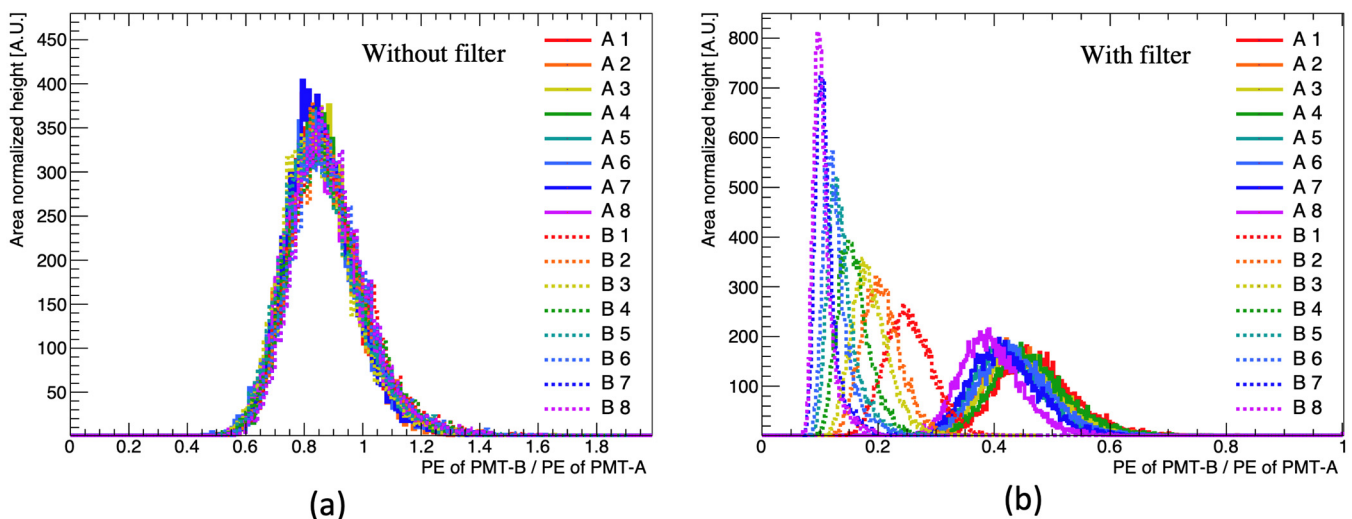 Area normalized height [A.U.]
450
400
350
300
250
200
150
100
50
0
0.2
0.4
0.6
0.8
1
1.2
1.4
1.6
1.8
PE of PMT-B / PE of PMT-A
Without filter
A 1
A 2
A 3
A 4
A 5
A 6
A 7
A 8
B 1
B 2
B 3
B 4
B 5
B 6
B 7
B 8
(a)
Area normalized height [A.U.]
800
700
600
500
400
300
200
100
0
0.2
0.4
0.6
0.8
1
PE of PMT-B / PE of PMT-A
With filter
A 1
A 2
A 3
A 4
A 5
A 6
A 7
A 8
B 1
B 2
B 3
B 4
B 5
B 6
B 7
B 8
(b)